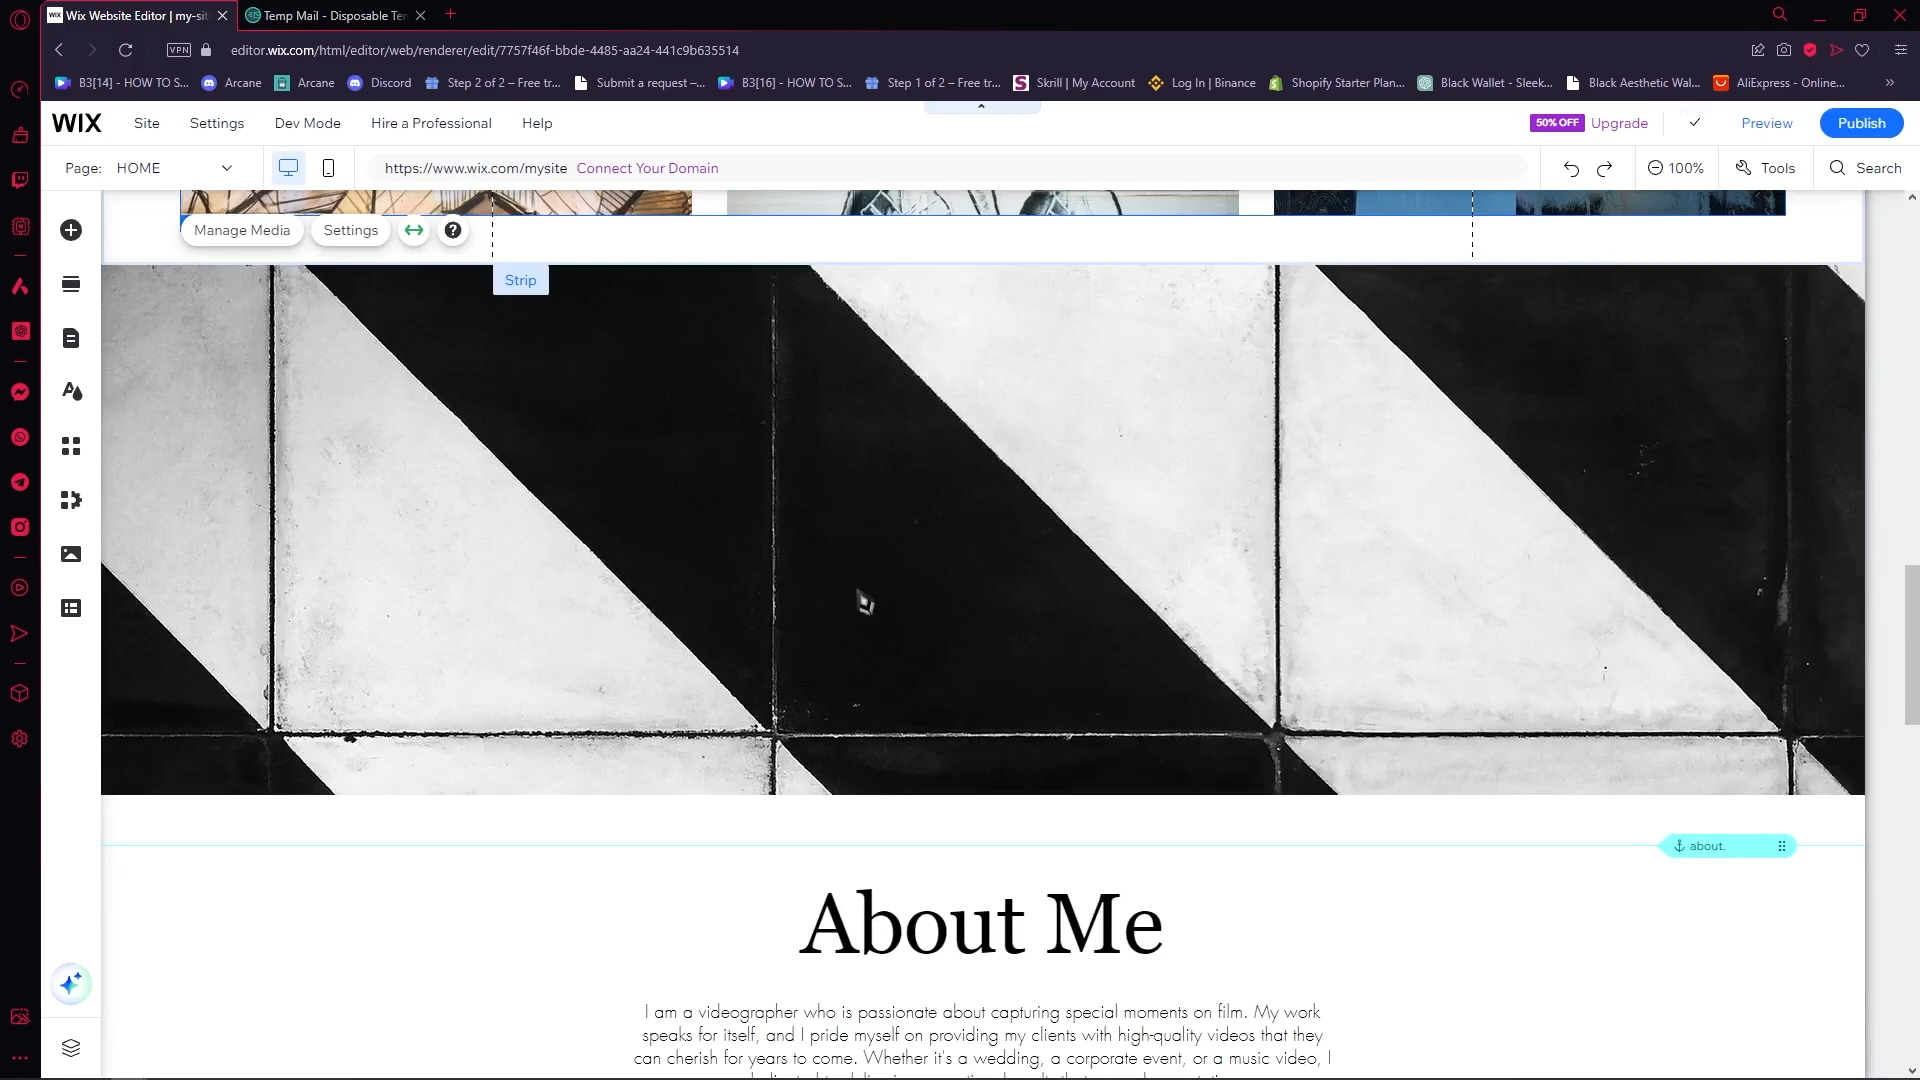 Wix Website Editor | my-sit
Temp Mail - Disposable Te
VPN
editor.wix.com/html/editor/web/renderer/edit/7757f46f-bbde-4485-aa24-441c9b635514
B3[14] - HOW TO S...
Arcane
Arcane
Discord
Step 2 of 2 – Free tr...
Submit a request –...
B3[16] - HOW TO S...
Step 1 of 2 – Free tr...
Skrill | My Account
Log In | Binance
Shopify Starter Plan...
Black Wallet - Sleek...
Black Aesthetic Wal...
AliExpress - Online...
WIX
Site
Settings
Dev Mode
Hire a Professional
Help
50% OFF
Upgrade
Preview
Publish
Page: HOME
https://www.wix.com/mysite
Connect Your Domain
100%
Tools
Search
Manage Media
Settings
Strip
about.
About Me
I am a videographer who is passionate about capturing special moments on film. My work
speaks for itself, and I pride myself on providing my clients with high-quality videos that they
can cherish for years to come. Whether it's a wedding, a corporate event, or a music video, I